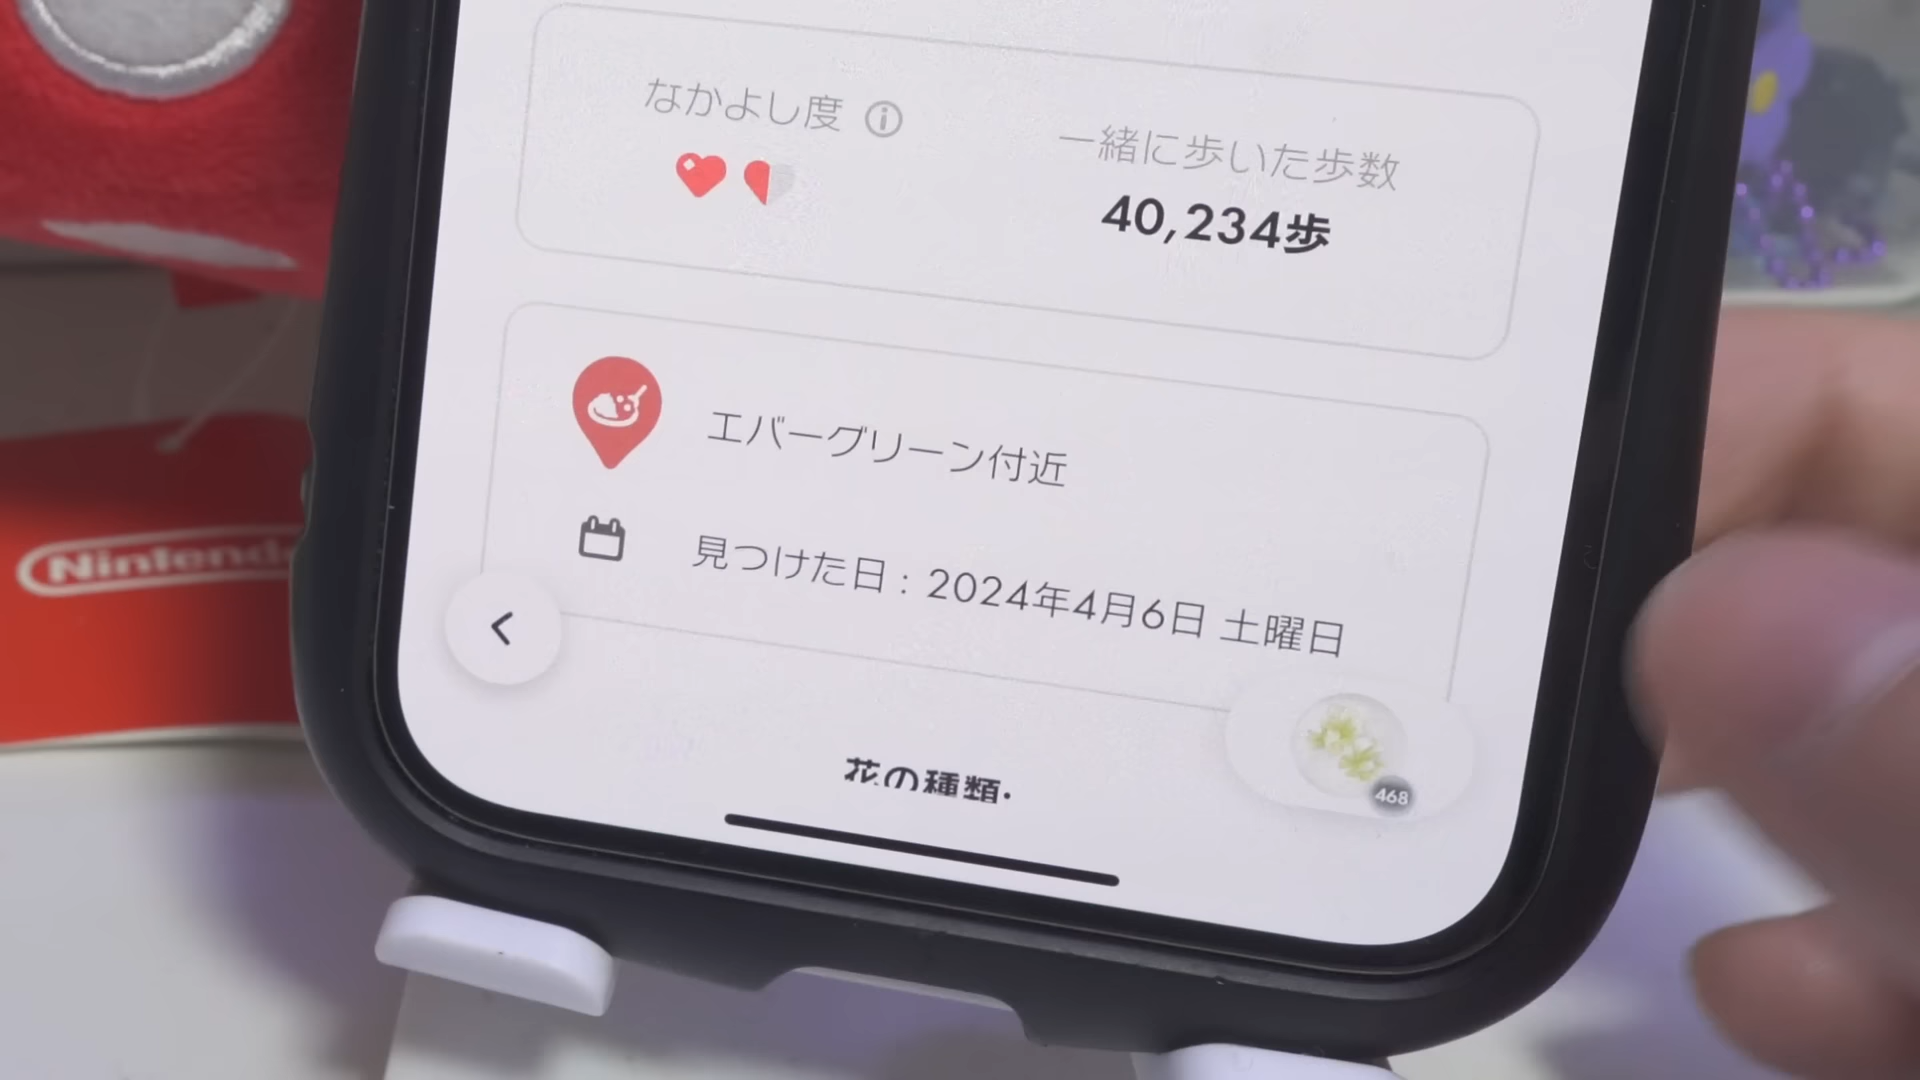 なかよし度
一緒に歩いた歩数
40,234歩
エバーグリーン付近
見つけた日：2024年4月6日 土曜日
花の種類:
468
Nintendo